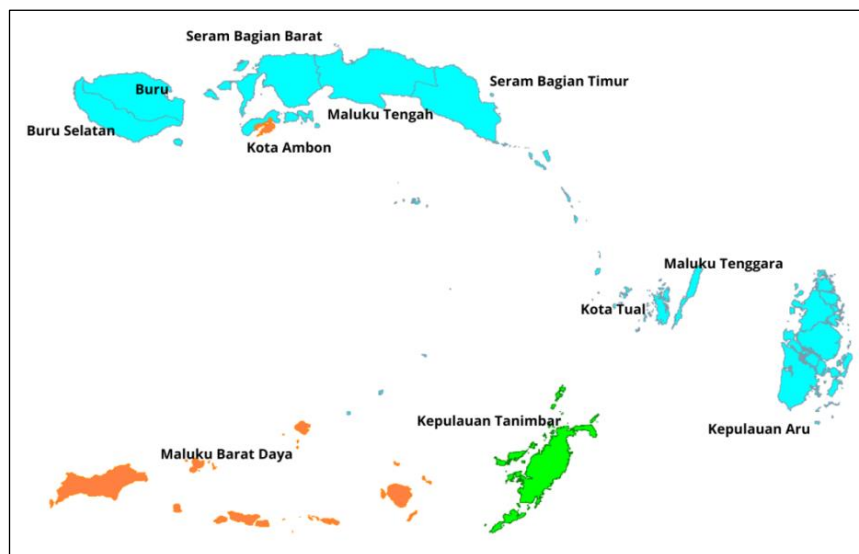 Seram Bagian Barat
Seram Bagian Timur
Buru
Maluku Tengah
Buru Selatan
Kota Ambon
Maluku Tenggara
Kota Tual
Kepulauan Tanimbar
Kepulauan Aru
Maluku Barat Daya